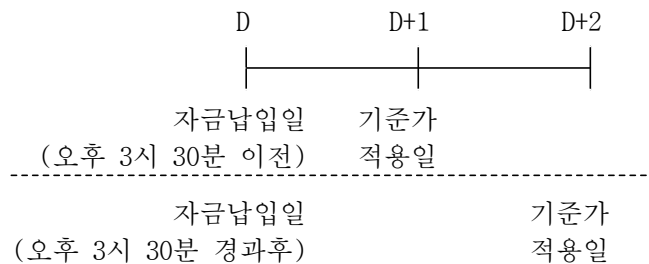 D D+1 D+2
자금납입일 기준가
(오후 3시 30분 이전) 적용일
자금납입일 기준가
(오후 3시 30분 경과후) 적용일